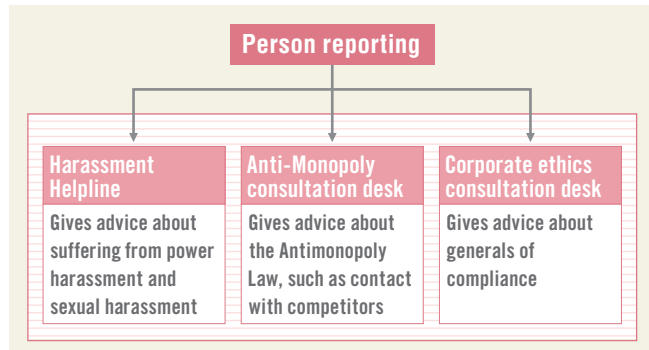 Person reporting
Harassment
Helpline
Gives advice about
suffering from power
harassment and
sexual harassment
Anti-Monopoly
consultation desk
Gives advice about
the Antimonopoly
Law, such as contact
with competitors
Corporate ethics
consultation desk
Gives advice about
generals of
compliance